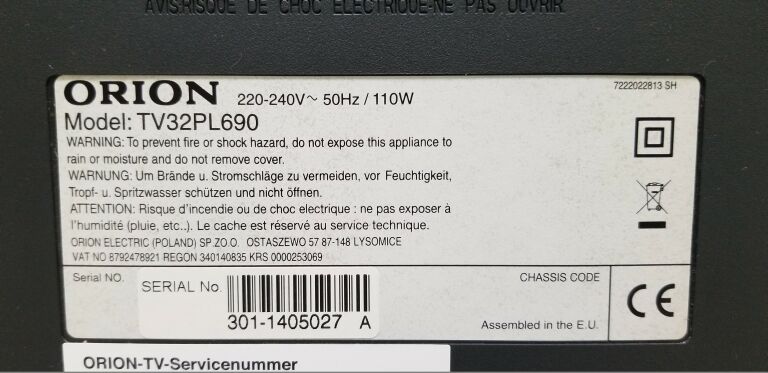 AVIS:RISQUE DE CHOC ELECTRIQUE-NE PAS OUVRIR
ORION 220-240V~ 50Hz / 110W
7222022813 SH
Model: TV32PL690
WARNING: To prevent fire or shock hazard, do not expose this appliance to
rain or moisture and do not remove cover.
WARNUNG: Um Brände u. Stromschläge zu vermeiden, vor Feuchtigkeit,
Tropf- u. Spritzwasser schützen und nicht öffnen.
ATTENTION: Risque d'incendie ou de choc electrique : ne pas exposer à
l'humidité (pluie, etc..). Le cache est réservé au service technique.
ORION ELECTRIC (POLAND) SP.ZO.O. OSTASZEWO 57 87-148 LYSOMICE
VAT NO 8792478921 REGON 340140835 KRS 0000253069
Serial NO.
SERIAL No.
301-1405027 A
CHASSIS CODE
Assembled in the E.U.
CE
ORION-TV-Servicenummer